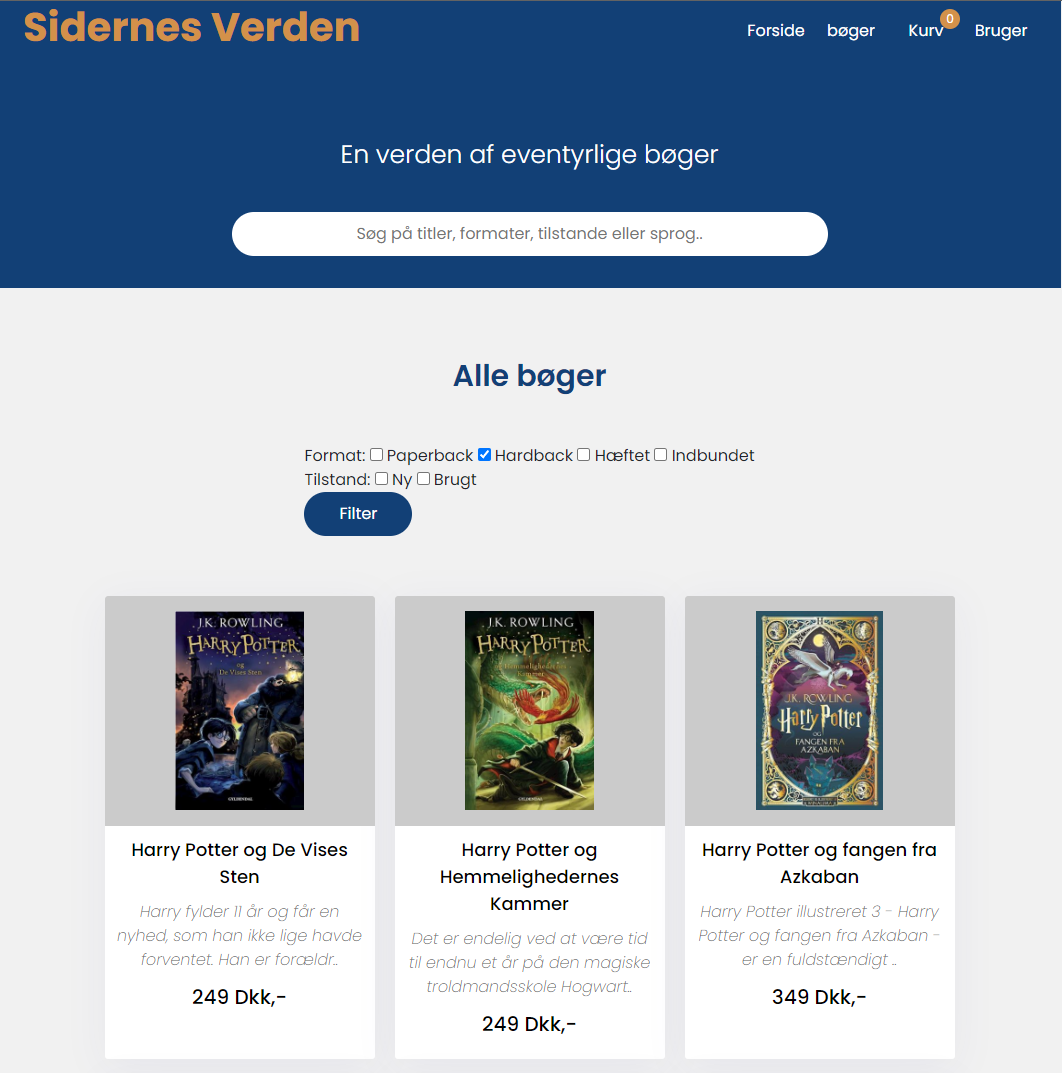 Sidernes Verden
Forside bøger Kurv 0 Bruger
En verden af eventyrlige bøger
Søg på titler, formater, tilstande eller sprog..
Alle bøger
Format: Paperback Hardback Hæftet Indbundet
Tilstand: Ny Brugt
Filter
J.K. ROWLING
HARRY POTTER
og
De Vises Sten
GYLDENDAL
J.K. ROWLING
HARRY POTTER
og Hemmelighedernes
Kammer
GYLDENDAL
J.K. ROWLING
Harry Potter
OG
FANGEN FRA
AZKABAN
Harry Potter og De Vises
Sten
Harry fylder 11 år og får en
nyhed, som han ikke lige havde
forventet. Han er forældr..
249 Dkk,-
Harry Potter og
Hemmelighedernes
Kammer
Det er endelig ved at være tid
til endnu et år på den magiske
troldmandsskole Hogwart..
249 Dkk,-
Harry Potter og fangen fra
Azkaban
Harry Potter illustreret 3 - Harry
Potter og fangen fra Azkaban -
er en fuldstændigt ..
349 Dkk,-